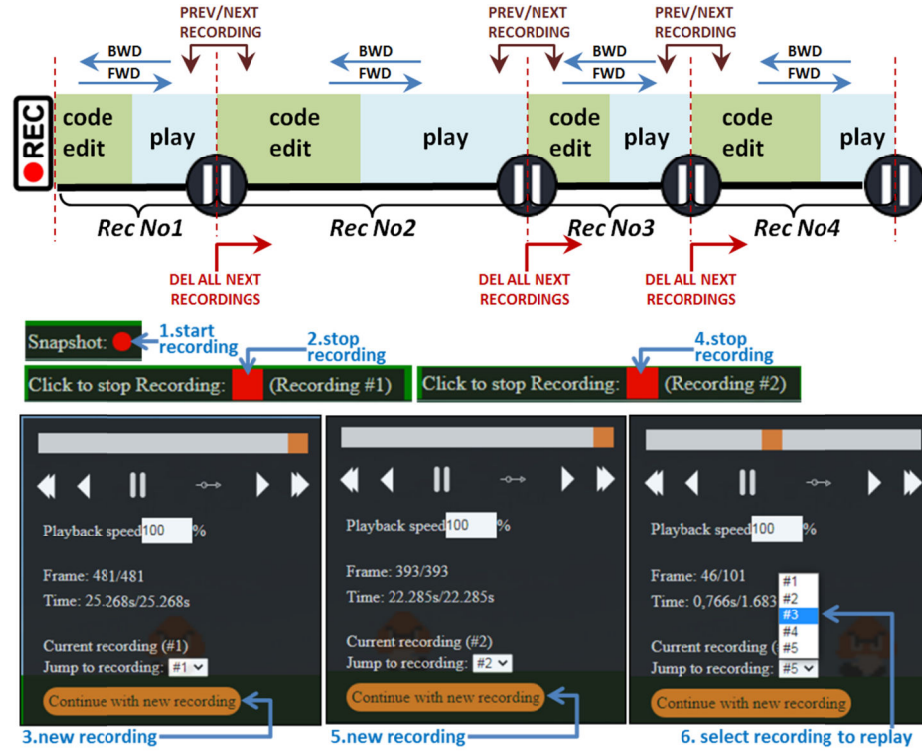 PREV/NEXT
RECORDING
PREV/NEXT
RECORDING
PREV/NEXT
RECORDING
BWD
FWD
BWD
FWD
BWD
FWD
BWD
FWD
REC
code
edit
play
code
edit
play
code
edit
play
code
edit
play
Rec No1
Rec No2
Rec No3
Rec No4
DEL ALL NEXT
RECORDINGS
DEL ALL NEXT
RECORDINGS
DEL ALL NEXT
RECORDINGS
Snapshot:
1.start
recording
2.stop
recording
4.stop
recording
Click to stop Recording: (Recording #1)
Click to stop Recording: (Recording #2)
Playback speed 100 %
Frame: 481/481
Time: 25.268s/25.268s
Current recording (#1)
Jump to recording: #1
Continue with new recording
3.new recording
Playback speed 100 %
Frame: 393/393
Time: 22.285s/22.285s
Current recording (#2)
Jump to recording: #2
Continue with new recording
5.new recording
Playback speed 100 %
Frame: 46/101
Time: 0,766s/1.683
#1
#2
#3
#4
#5
Current recording (
Jump to recording: #5
Continue with new recording
6. select recording to replay